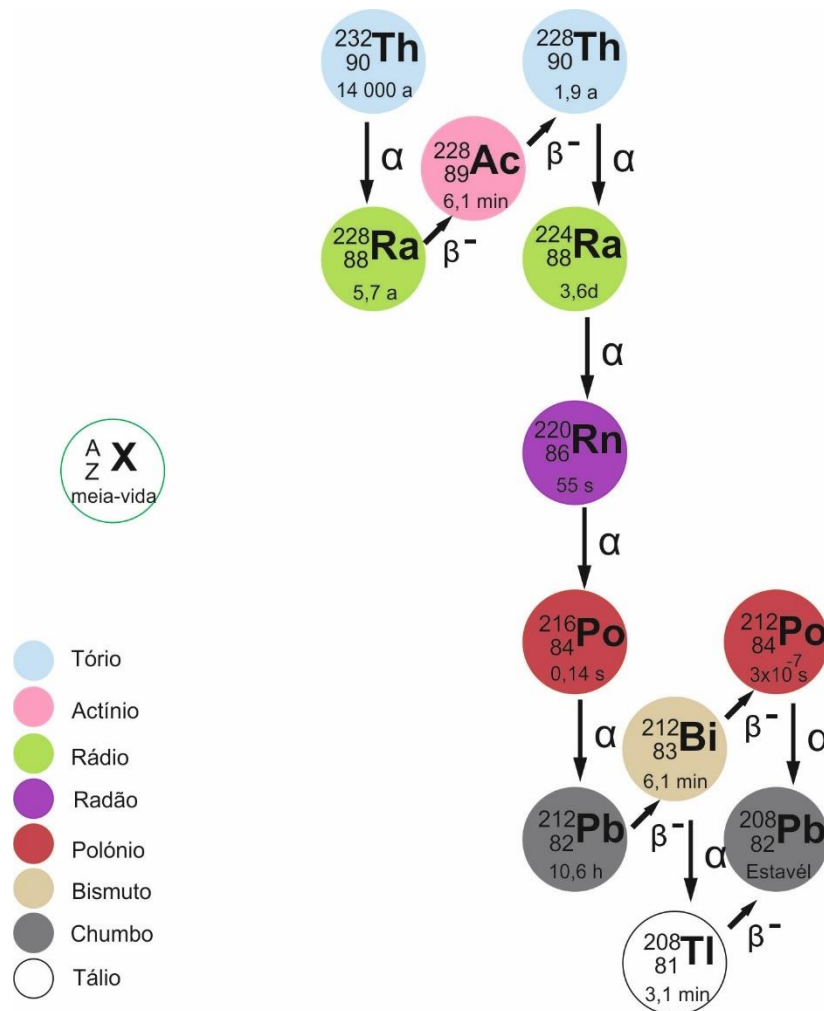 232
90 Th
14 000 a
228
90 Th
1,9 a
α
228
89 Ac
6,1 min
β-
α
228
88 Ra
5,7 a
β-
224
88 Ra
3,6d
α
220
86 Rn
55 s
A
Z X
meia-vida
α
216
84 Po
0,14 s
212
84 Po
3x10-7 s
α
212
83 Bi
6,1 min
β-
α
212
82 Pb
10,6 h
β-
α
208
82 Pb
Estavél
208
81 Tl
3,1 min
β-
Tório
Actínio
Rádio
Radão
Polónio
Bismuto
Chumbo
Tálio